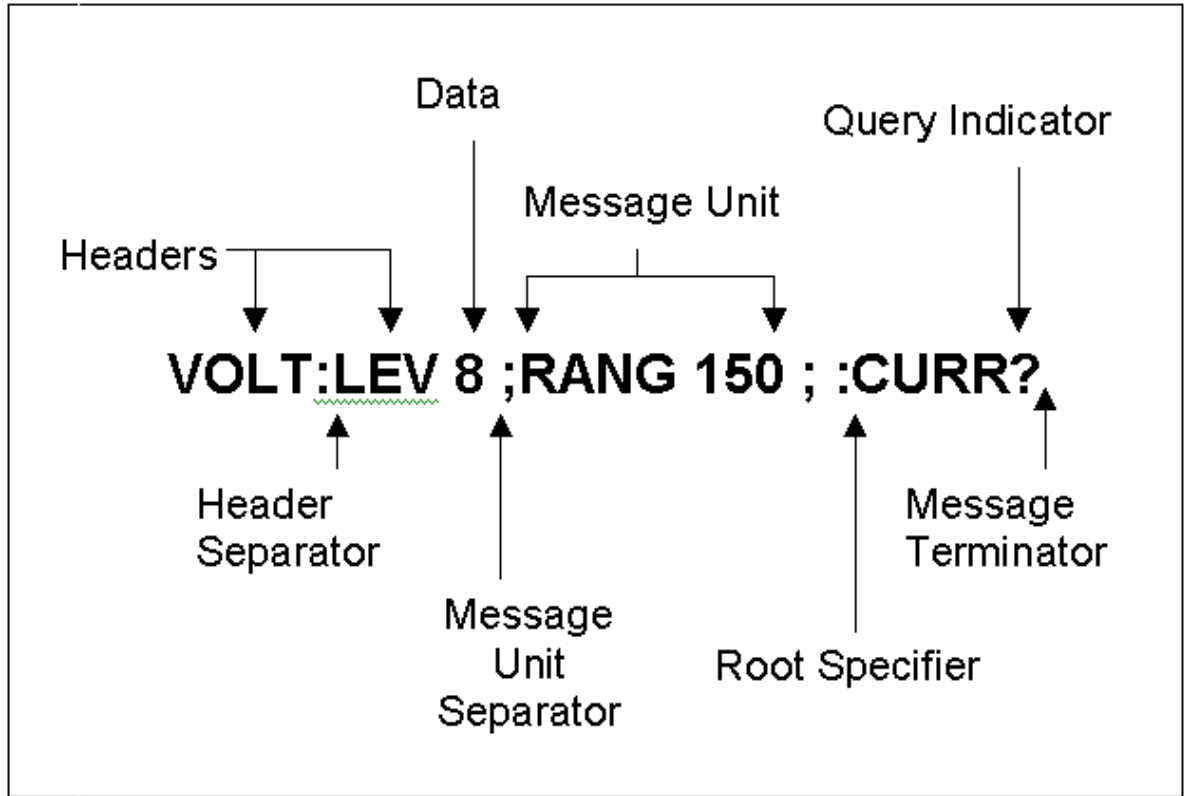 Data
Query Indicator
Message Unit
Headers
VOLT:LEV 8 ;RANG 150 ; :CURR?
Header
Separator
Message
Terminator
Message
Unit
Separator
Root Specifier